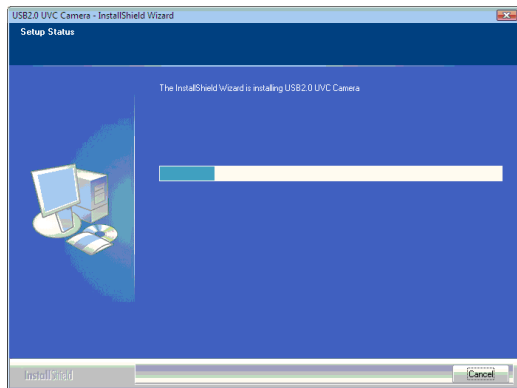 USB2.0 UVC Camera - InstallShield Wizard
Setup Status
The InstallShield Wizard is installing USB2.0 UVC Camera
InstallShield
Cancel